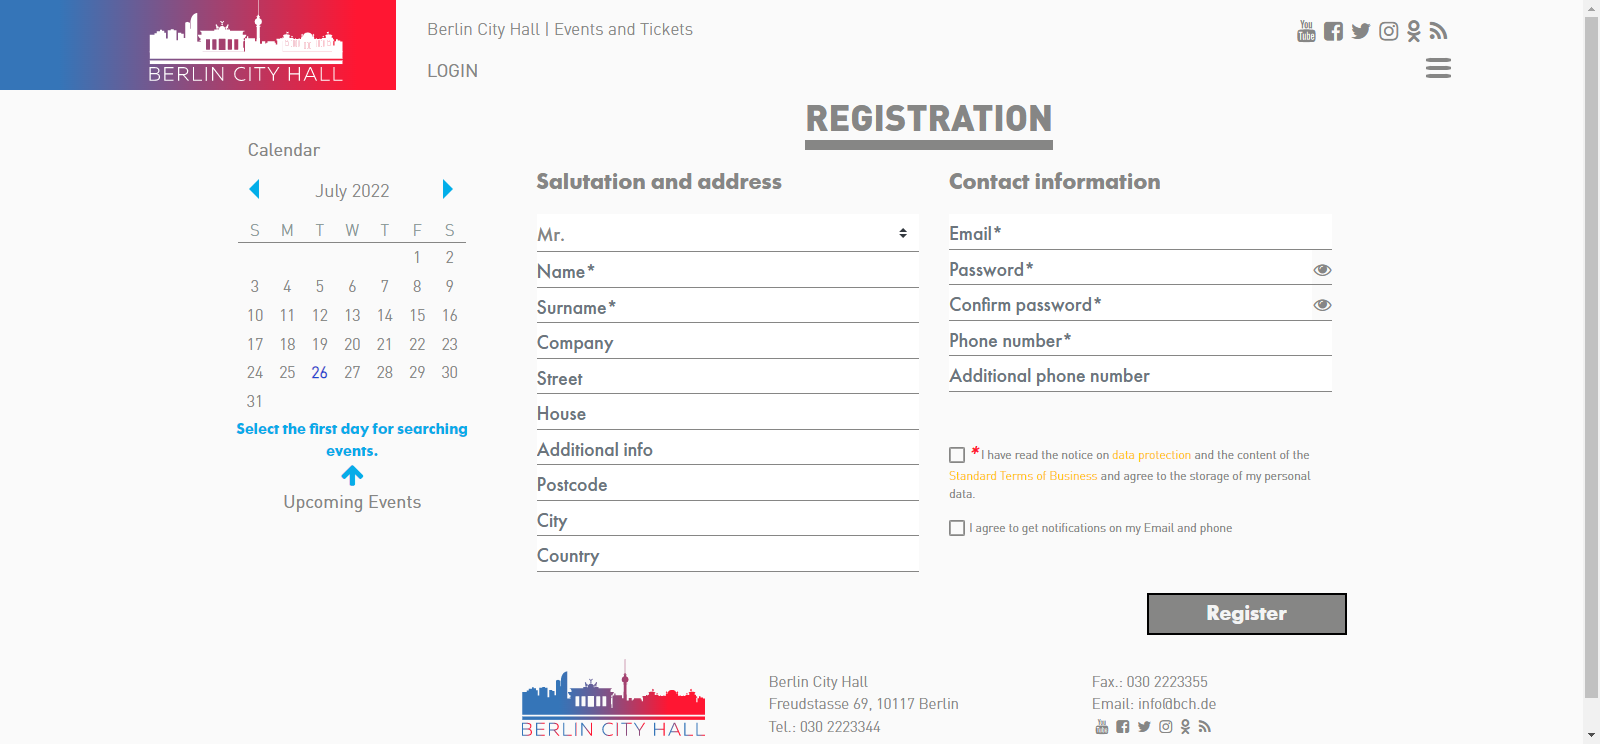 BERLIN CITY HALL
Berlin City Hall | Events and Tickets
LOGIN
You
Tube
REGISTRATION
Calendar
July 2022
S M T W T F S
1 2
3 4 5 6 7 8 9
10 11 12 13 14 15 16
17 18 19 20 21 22 23
24 25 26 27 28 29 30
31
Select the first day for searching
events.
Upcoming Events
Salutation and address
Mr.
Name*
Surname*
Company
Street
House
Additional info
Postcode
City
Country
Contact information
Email*
Password*
Confirm password*
Phone number*
Additional phone number
* I have read the notice on data protection and the content of the
Standard Terms of Business and agree to the storage of my personal
data.
I agree to get notifications on my Email and phone
Register
BERLIN CITY HALL
Berlin City Hall
Freudstasse 69, 10117 Berlin
Tel.: 030 2223344
Fax.: 030 2223355
Email: info@bch.de
You
Tube